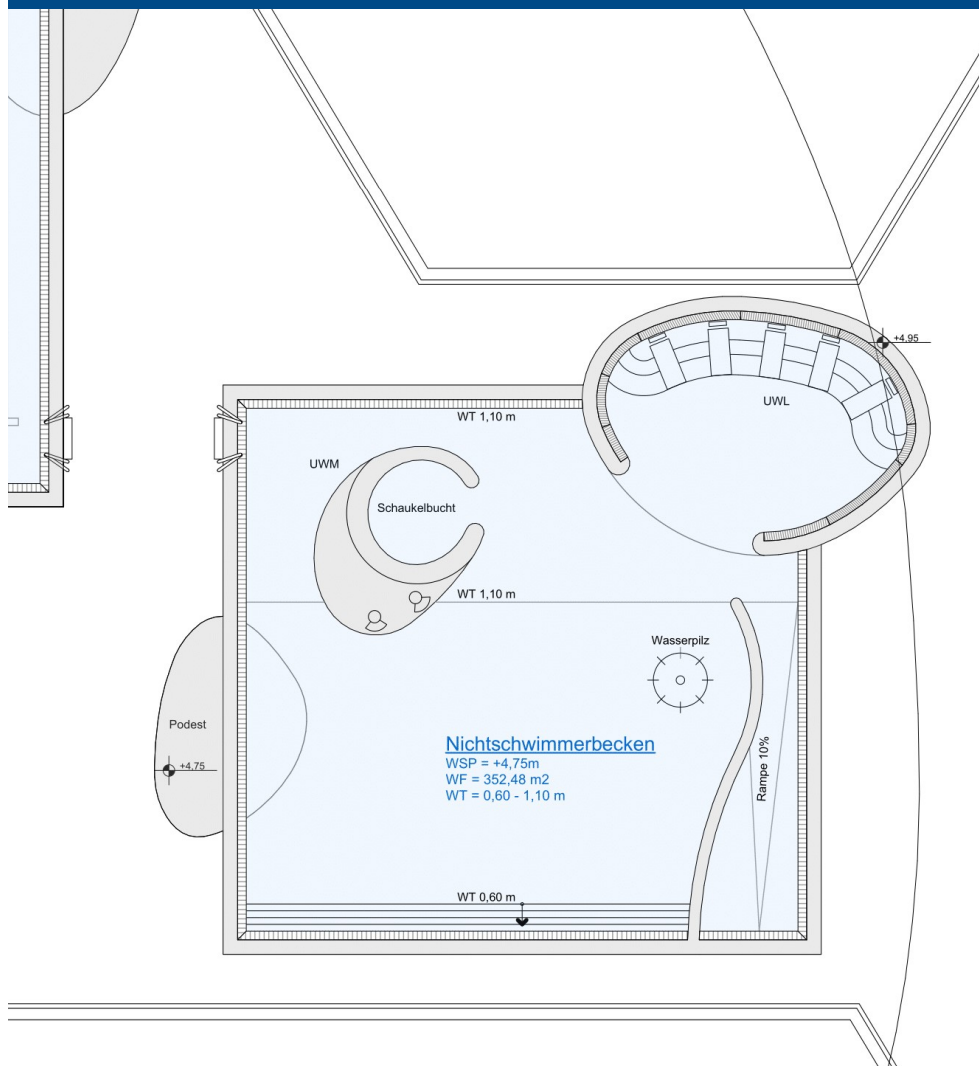 +4,95
UWL
WT 1,10 m
UWM
Schaukelbucht
WT 1,10 m
Wasserpilz
Podest
+4,75
Nichtschwimmerbecken
WSP = +4,75m
WF = 352,48 m2
WT = 0,60 - 1,10 m
Rampe 10%
WT 0,60 m